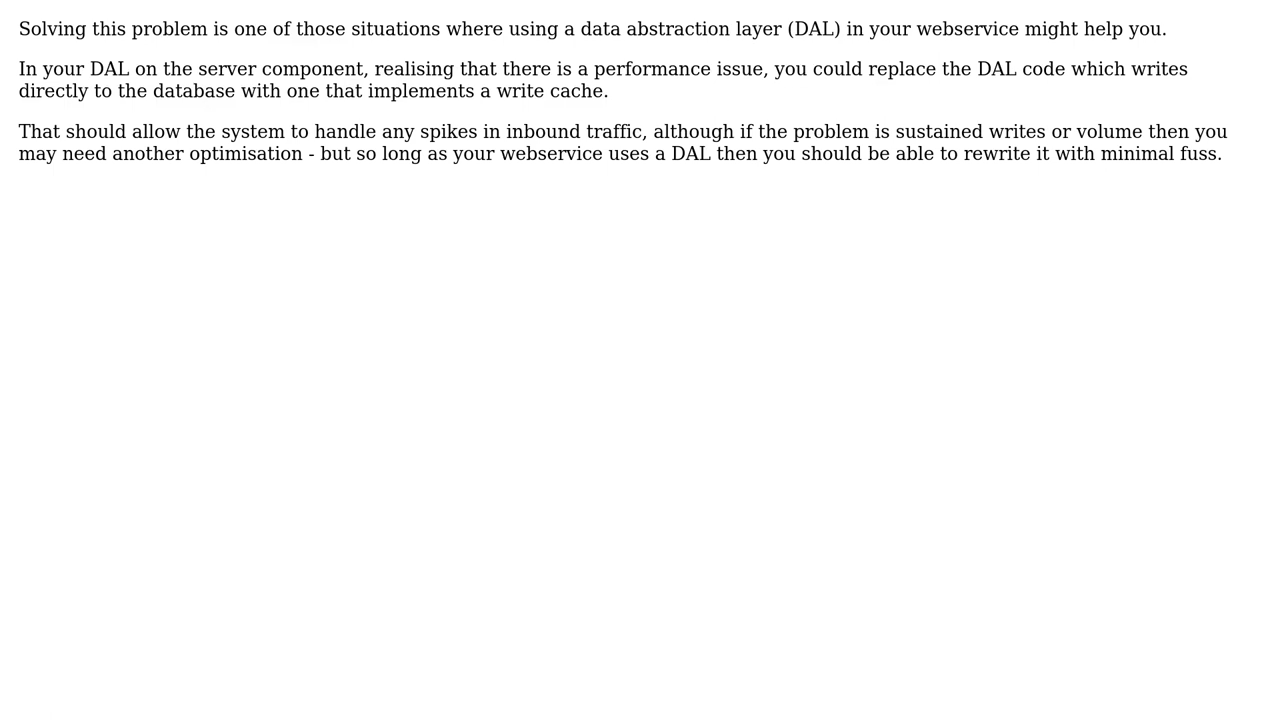 Solving this problem is one of those situations where using a data abstraction layer (DAL) in your webservice might help you.
In your DAL on the server component, realising that there is a performance issue, you could replace the DAL code which writes
directly to the database with one that implements a write cache.
That should allow the system to handle any spikes in inbound traffic, although if the problem is sustained writes or volume then you
may need another optimisation - but so long as your webservice uses a DAL then you should be able to rewrite it with minimal fuss.